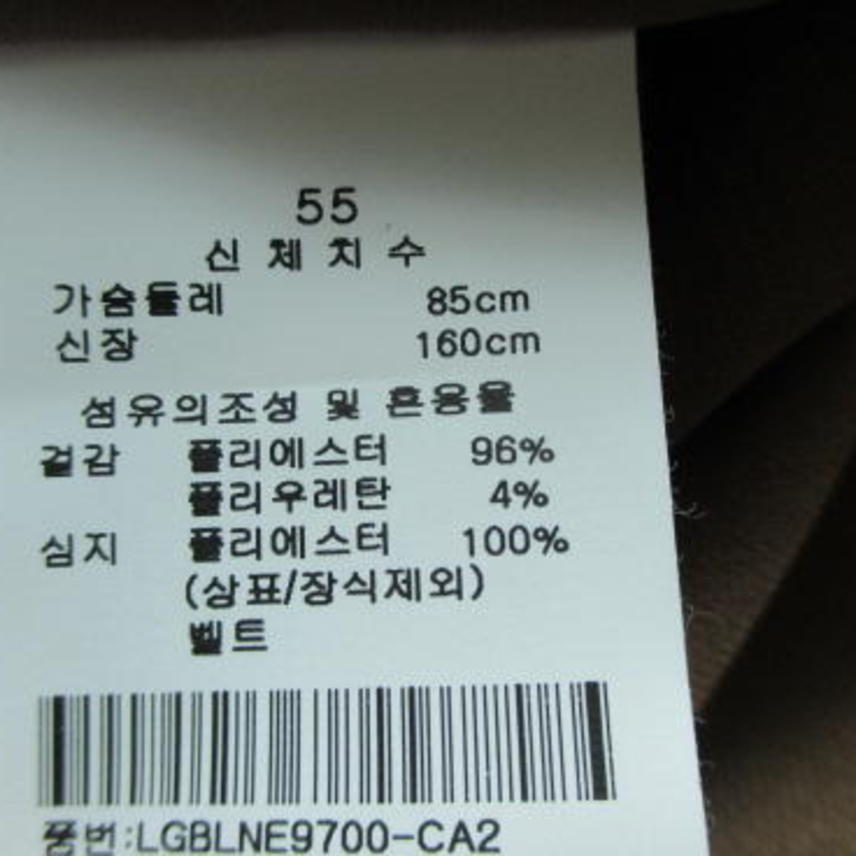 55
신체치수
가슴둘레 85cm
신장 160cm
섬유의조성 및 혼용율
겉감 폴리에스터 96%
폴리우레탄 4%
심지 폴리에스터 100%
(상표/장식제외)
벨트
품번:LGBLNE9700-CA2